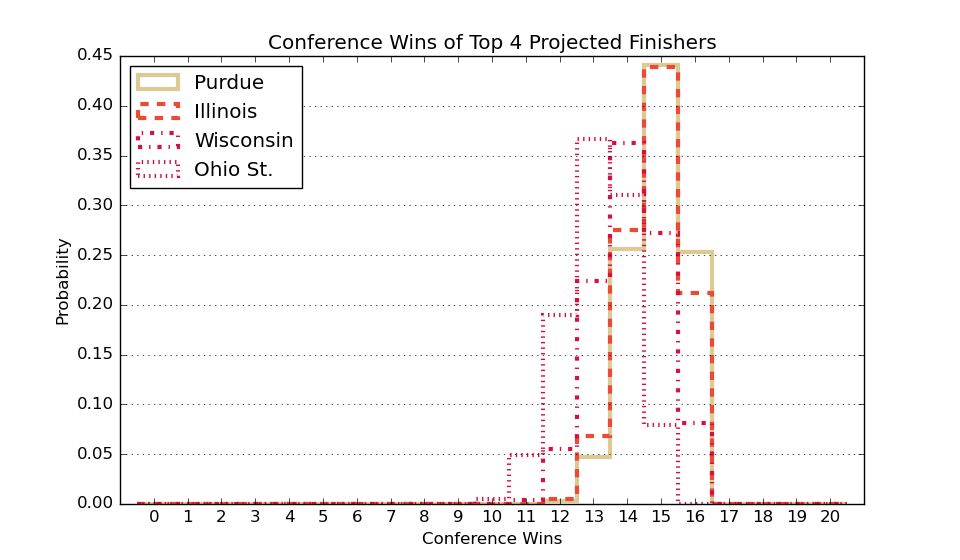 Conference Wins of Top 4 Projected Finishers
0.45
0.40
0.35
0.30
0.25
0.20
0.15
0.10
0.05
0.00
Probability
Purdue
Illinois
Wisconsin
Ohio St.
0 1 2 3 4 5 6 7 8 9 10 11 12 13 14 15 16 17 18 19 20
Conference Wins